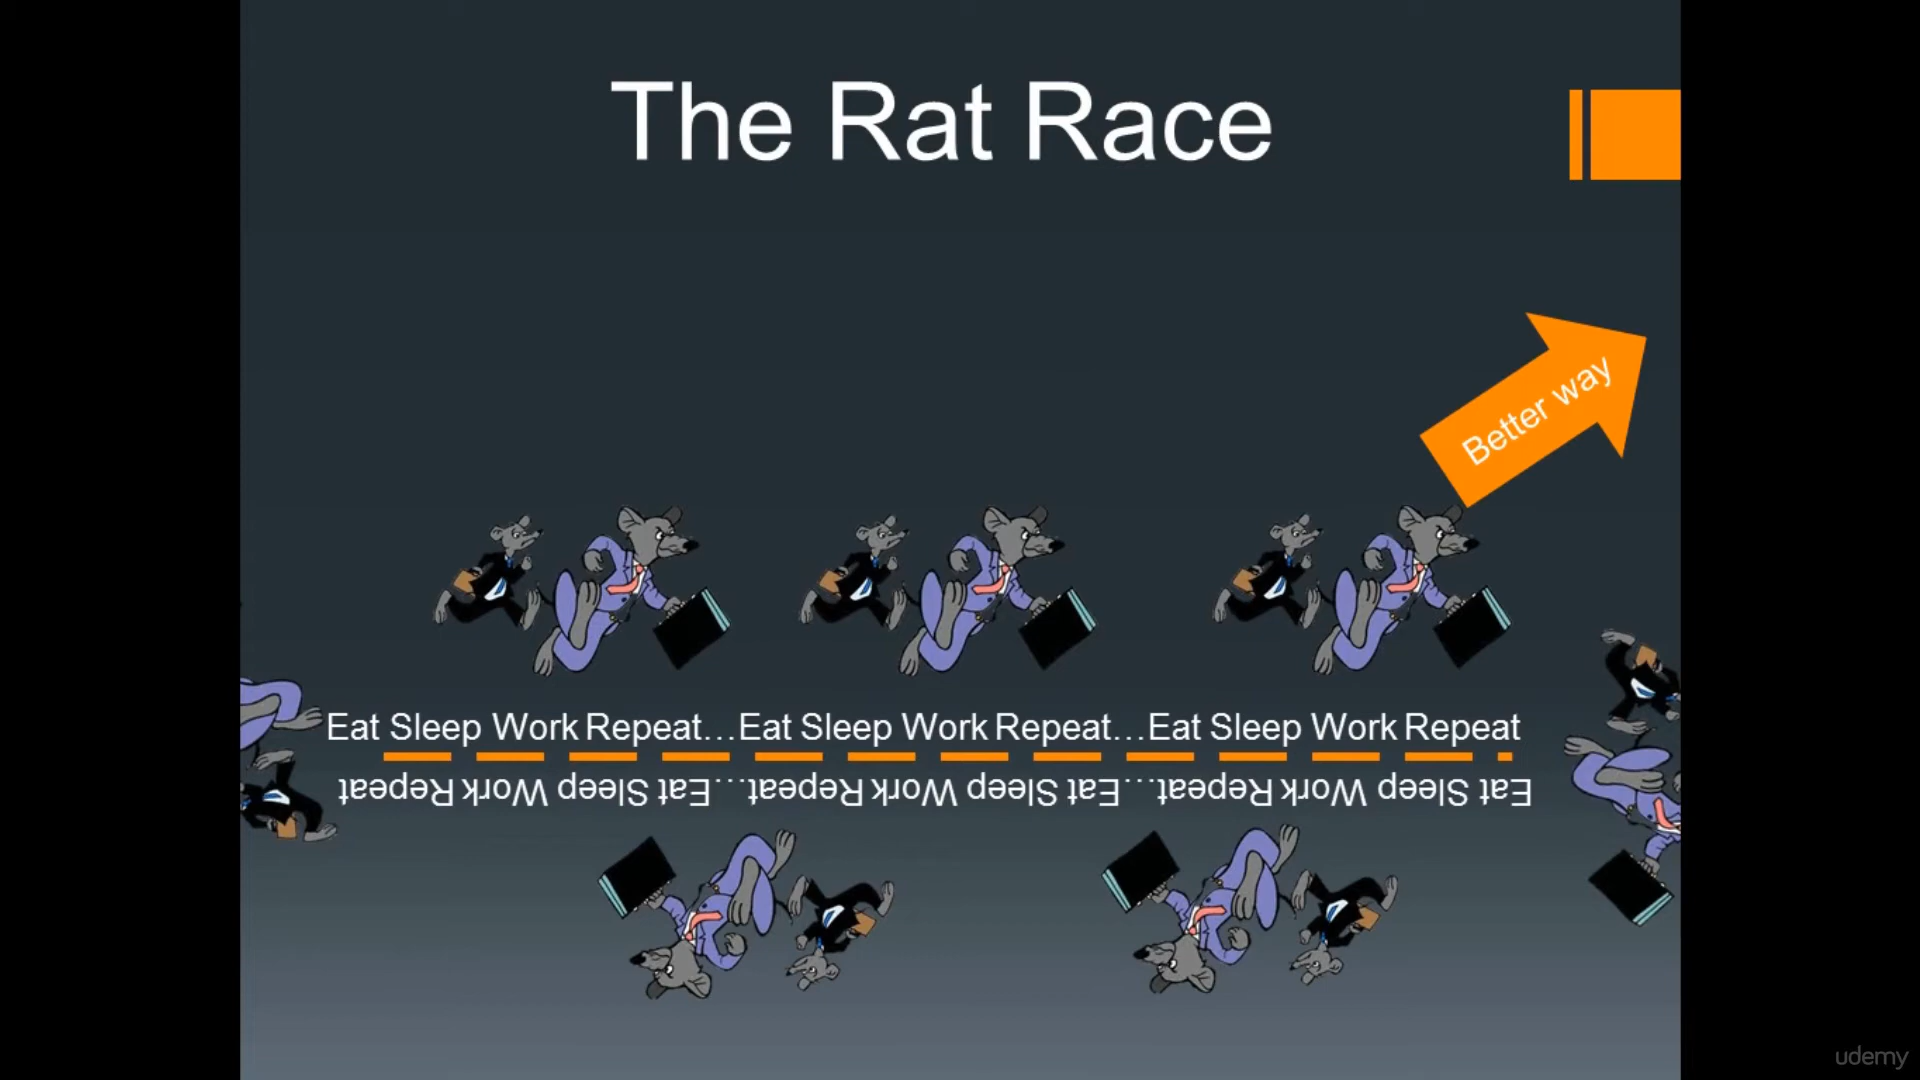 The Rat Race
Better way
Eat Sleep Work Repeat…Eat Sleep Work Repeat…Eat Sleep Work Repeat
Eat Sleep Work Repeat…Eat Sleep Work Repeat…Eat Sleep Work Repeat
udemy